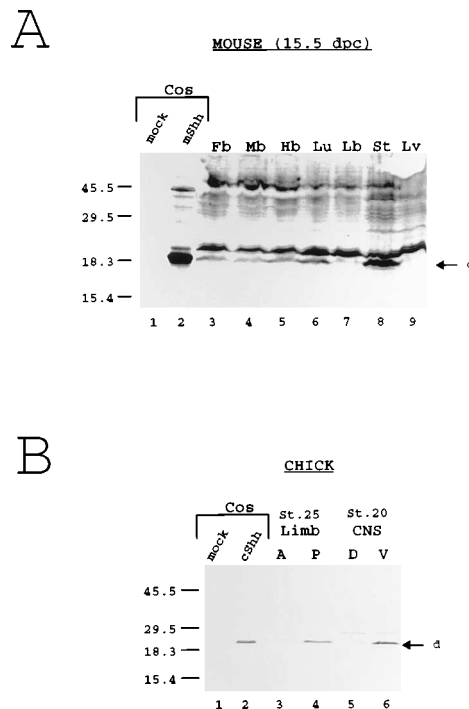 A
MOUSE (15.5 dpc)
Cos
mock mShh Fb Mb Hb Lu Lb St Lv
45.5
29.5
18.3
15.4
1 2 3 4 5 6 7 8 9
B
CHICK
Cos St.25 St.20
Limb CNS
mock cShh A P D V
45.5
29.5
18.3 d
15.4
1 2 3 4 5 6